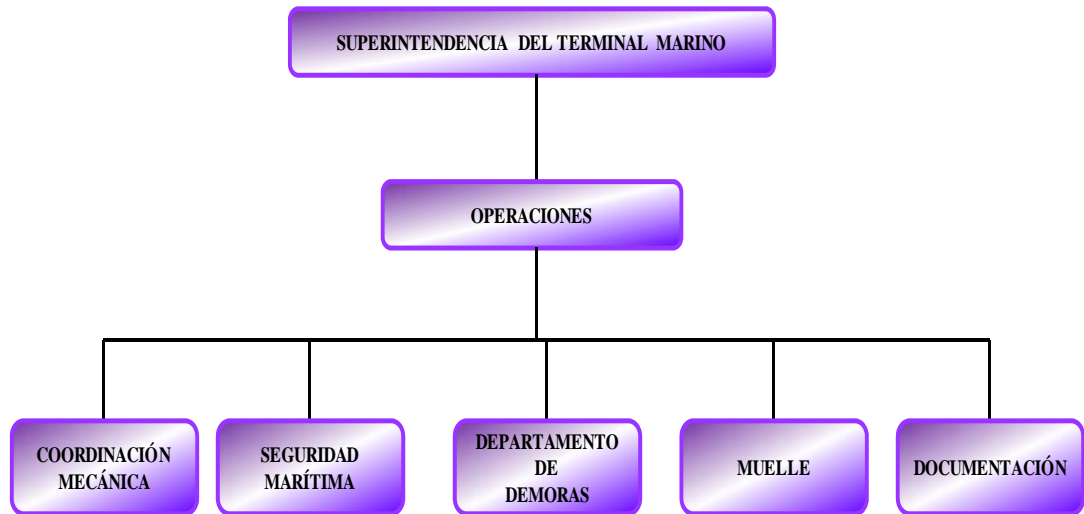 SUPERINTENDENCIA DEL TERMINAL MARINO
OPERACIONES
COORDINACIÓN
MECÁNICA
SEGURIDAD
MARÍTIMA
DEPARTAMENTO
DE
DEMORAS
MUELLE
DOCUMENTACIÓN